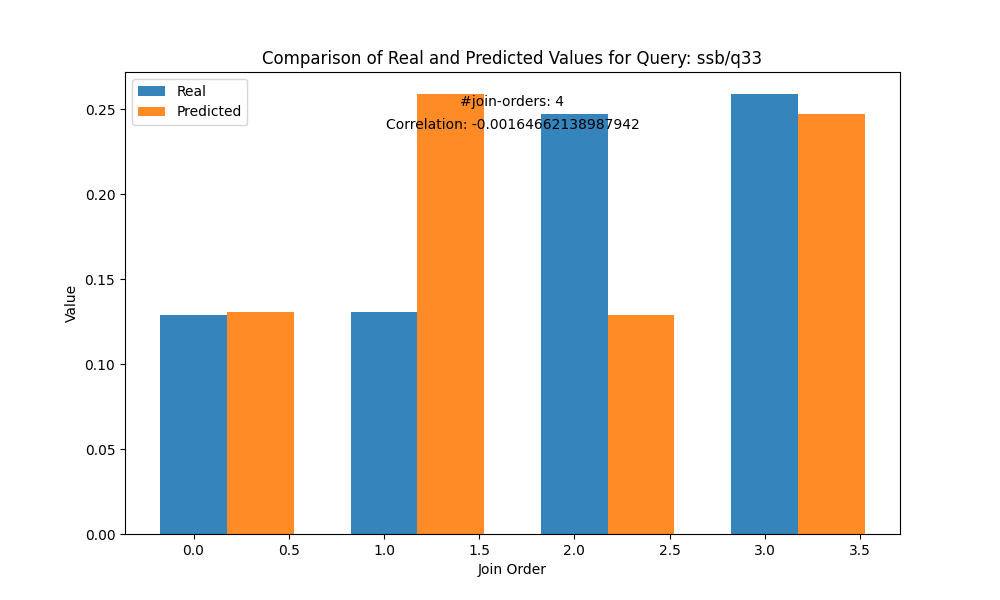 Comparison of Real and Predicted Values for Query: ssb/q33
Real
Predicted
#join-orders: 4
Correlation: -0.00164662138987942
0.25
0.20
0.15
0.10
0.05
0.00
Value
0.0 0.5 1.0 1.5 2.0 2.5 3.0 3.5
Join Order